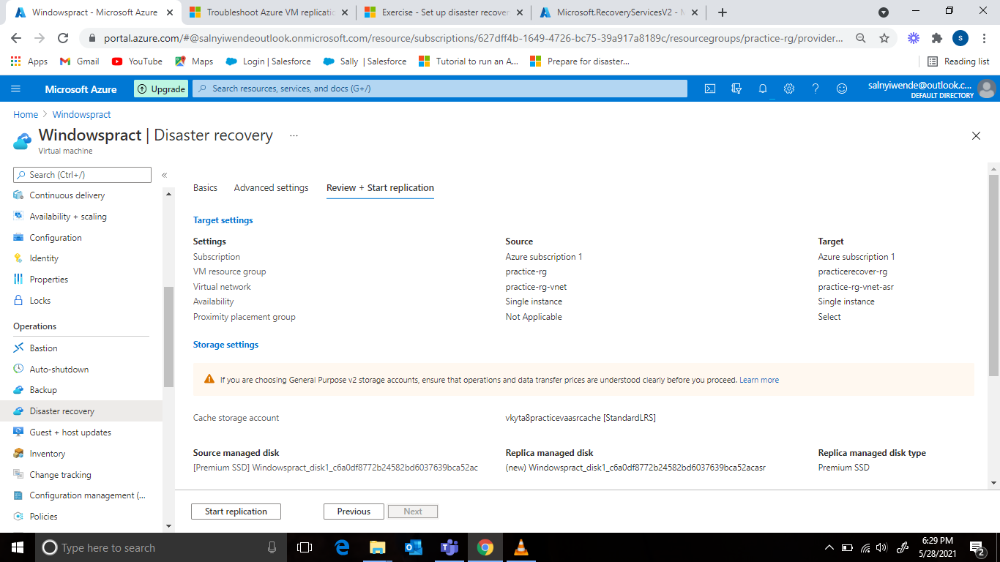 Windowspract - Microsoft Azure
Troubleshoot Azure VM replicatic
Exercise - Set up disaster recover
Microsoft.RecoveryServicesV2 - M
portal.azure.com/#@salnyiwendeoutlook.onmicrosoft.com/resource/subscriptions/627dff4b-1649-4726-bc75-39a917a8189c/resourcegroups/practice-rg/provider...
S
Apps
Gmail
YouTube
Maps
Login | Salesforce
Sally | Salesforce
Tutorial to run an A...
Prepare for disaster...
Reading list
Microsoft Azure
Upgrade
Search resources, services, and docs (G+/)
salnyiwende@outlook.c...
DEFAULT DIRECTORY
Home > Windowspract
Windowspract | Disaster recovery ...
Virtual machine
Search (Ctrl+/)
«
Continuous delivery
Availability + scaling
Configuration
Identity
Properties
Locks
Operations
Bastion
Auto-shutdown
Backup
Disaster recovery
Guest + host updates
Inventory
Change tracking
Configuration management (...
Policies
Basics Advanced settings Review + Start replication
Target settings
Settings Source Target
Subscription Azure subscription 1 Azure subscription 1
VM resource group practice-rg practicerecover-rg
Virtual network practice-rg-vnet practice-rg-vnet-asr
Availability Single instance Single instance
Proximity placement group Not Applicable Select
Storage settings
If you are choosing General Purpose v2 storage accounts, ensure that operations and data transfer prices are understood clearly before you proceed. Learn more
Cache storage account vkyta8practicevaasrcache [StandardLRS]
Source managed disk Replica managed disk Replica managed disk type
[Premium SSD] Windowspract_disk1_c6a0df8772b24582bd6037639bca52ac (new) Windowspract_disk1_c6a0df8772b24582bd6037639bca52acasr Premium SSD
Start replication Previous Next
Type here to search
6:29 PM
5/28/2021
2